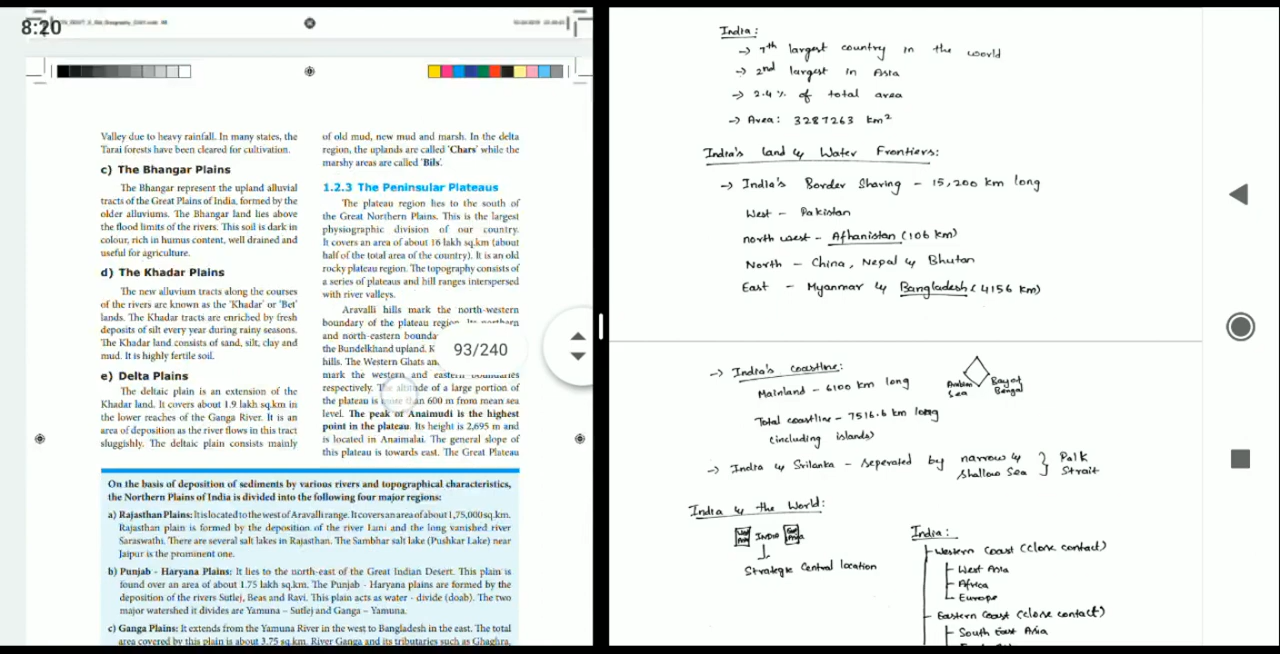 8:20
Valley due to heavy rainfall. In many states, the
Tarai forests have been cleared for cultivation.
c) The Bhangar Plains
The Bhangar represent the upland alluvial
tracts of the Great Plains of India, formed by the
older alluviums. The Bhangar land lies above
the flood limits of the rivers. This soil is dark in
colour, rich in humus content, well drained and
useful for agriculture.
d) The Khadar Plains
The new alluvium tracts along the courses
of the rivers are known as the 'Khadar' or 'Bet'
lands. The Khadar tracts are enriched by fresh
deposits of silt every year during rainy seasons.
The Khadar land consists of sand, silt, clay and
mud. It is highly fertile soil.
e) Delta Plains
The deltaic plain is an extension of the
Khadar land. It covers about 1.9 lakh sq.km in
the lower reaches of the Ganga River. It is an
area of deposition as the river flows in this tract
sluggishly. The deltaic plain consists mainly
of old mud, new mud and marsh. In the delta
region, the uplands are called 'Chars' while the
marshy areas are called 'Bils'.
1.2.3 The Peninsular Plateaus
The plateau region lies to the south of
the Great Northern Plains. This is the largest
physiographic division of our country.
It covers an area of about 16 lakh sq.km (about
half of the total area of the country). It is an old
rocky plateau region. The topography consists of
a series of plateaus and hill ranges interspersed
with river valleys.
Aravalli hills mark the north-western
boundary of the plateau region. Its northern
and north-eastern bounda
the Bundelkhand upland, K
hills. The Western Ghats an
mark the western and eastern boundaries
respectively. The altitude of a large portion of
the plateau is more than 600 m from mean sea
level. The peak of Anaimudi is the highest
point in the plateau. Its height is 2,695 m and
is located in Anaimalai. The general slope of
this plateau is towards east. The Great Plateau
93/240
On the basis of deposition of sediments by various rivers and topographical characteristics,
the Northern Plains of India is divided into the following four major regions:
a) Rajasthan Plains: It is located to the west of Aravalli range. It covers an area of about 1,75,000 sq.km.
Rajasthan plain is formed by the deposition of the river Luni and the long vanished river
Saraswathi. There are several salt lakes in Rajasthan. The Sambhar salt lake (Pushkar Lake) near
Jaipur is the prominent one.
b) Punjab - Haryana Plains: It lies to the north-east of the Great Indian Desert. This plain is
found over an area of about 1.75 lakh sq.km. The Punjab - Haryana plains are formed by the
deposition of the rivers Sutlej, Beas and Ravi. This plain acts as water - divide (doab). The two
major watershed it divides are Yamuna – Sutlej and Ganga – Yamuna.
c) Ganga Plains: It extends from the Yamuna River in the west to Bangladesh in the east. The total
area covered by this plain is about 3.75 sq.km. River Ganga and its tributaries such as Ghaghra,
India:
→ 7th largest country in the world
→ 2nd largest in Asia
→ 2.4% of total area
→ Area: 3287263 km²
India's land & Water Frontiers:
→ India's Border Sharing - 15,200 km long
West - Pakistan
north west - Afhanistan (106 km)
North - China, Nepal & Bhutan
East - Myanmar & Bangladesh (4156 km)
→ India's coastline:
Mainland - 6100 km long
Arabian Sea
Bay of Bengal
Total coastline - 7516.6 km long
(including islands)
→ India & Srilanka - seperated by narrow & shallow Sea } Palk Strait
India & the World:
INDIA
Strategic Central location
India:
Western Coast (close contact)
West Asia
Africa
Europe
Eastern Coast (close contact)
South East Asia